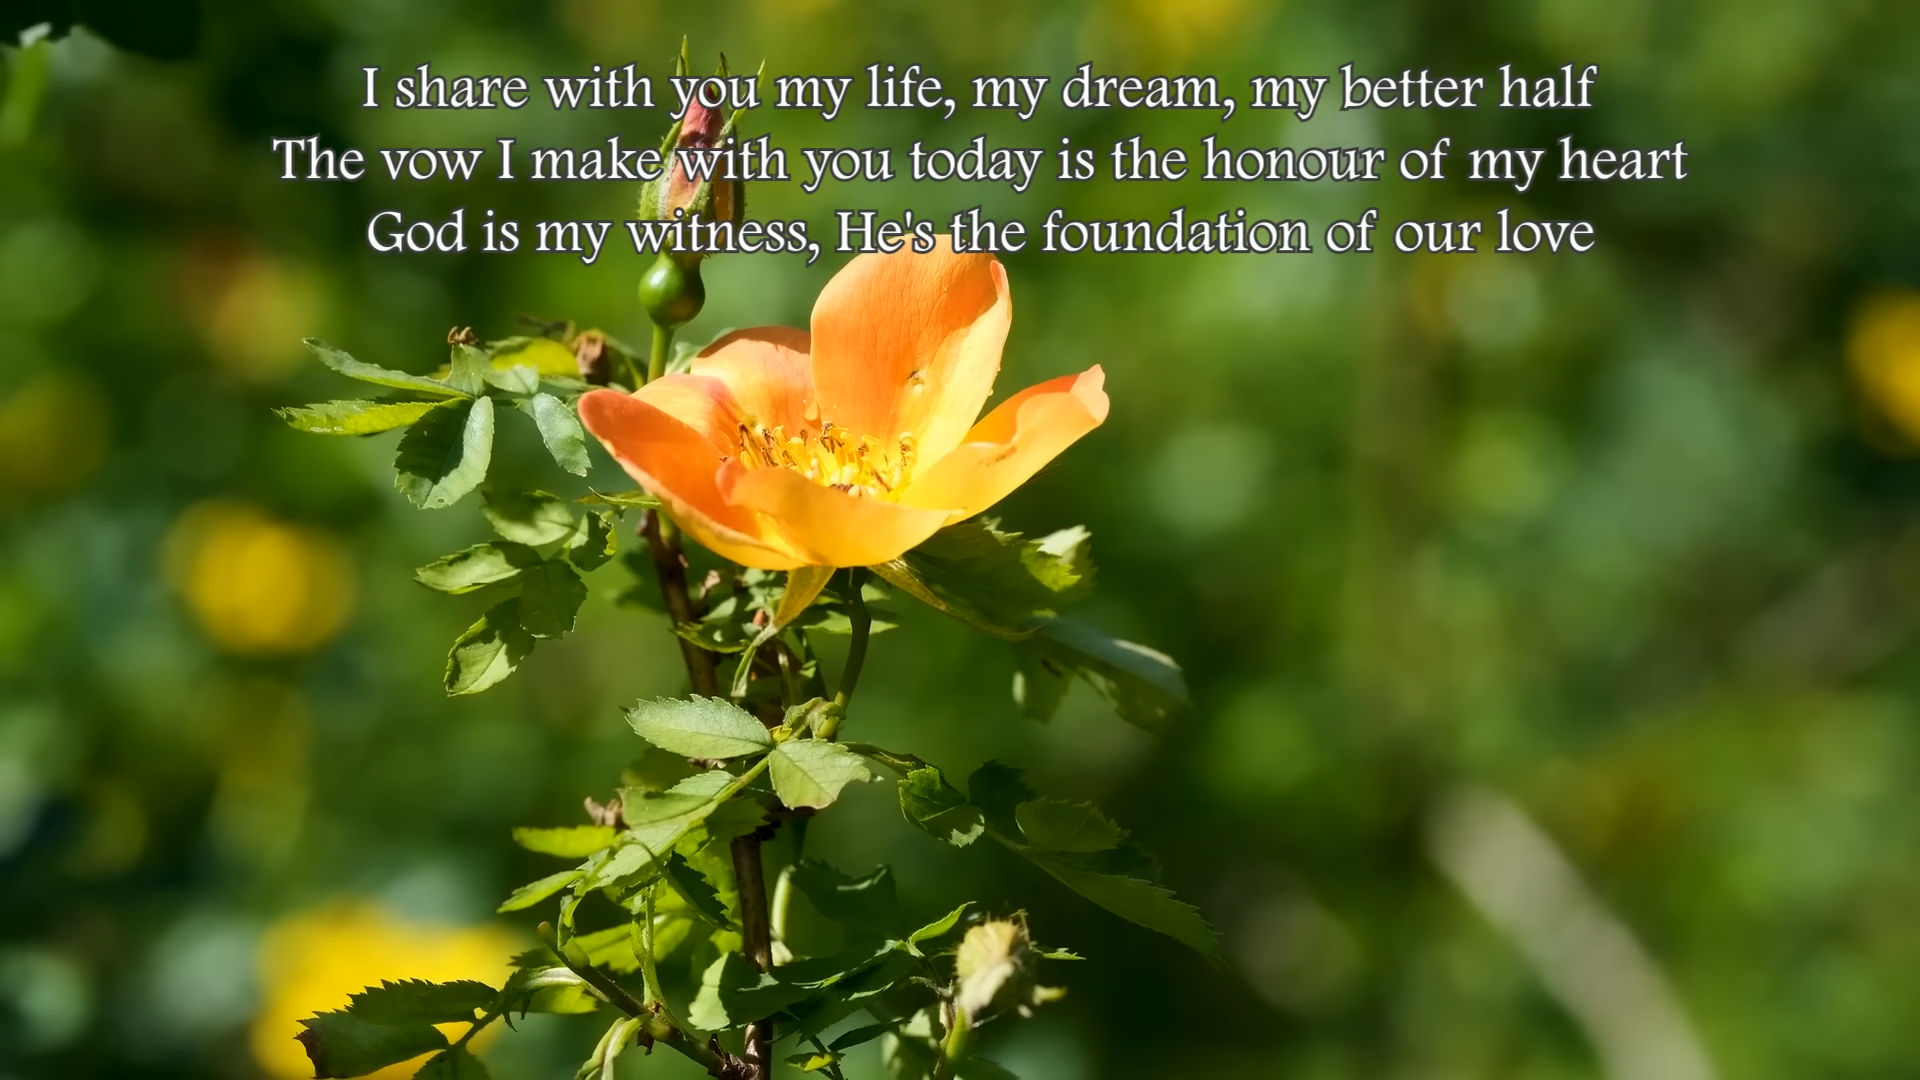 I share with you my life, my dream, my better half
The vow I make with you today is the honour of my heart
God is my witness, He's the foundation of our love